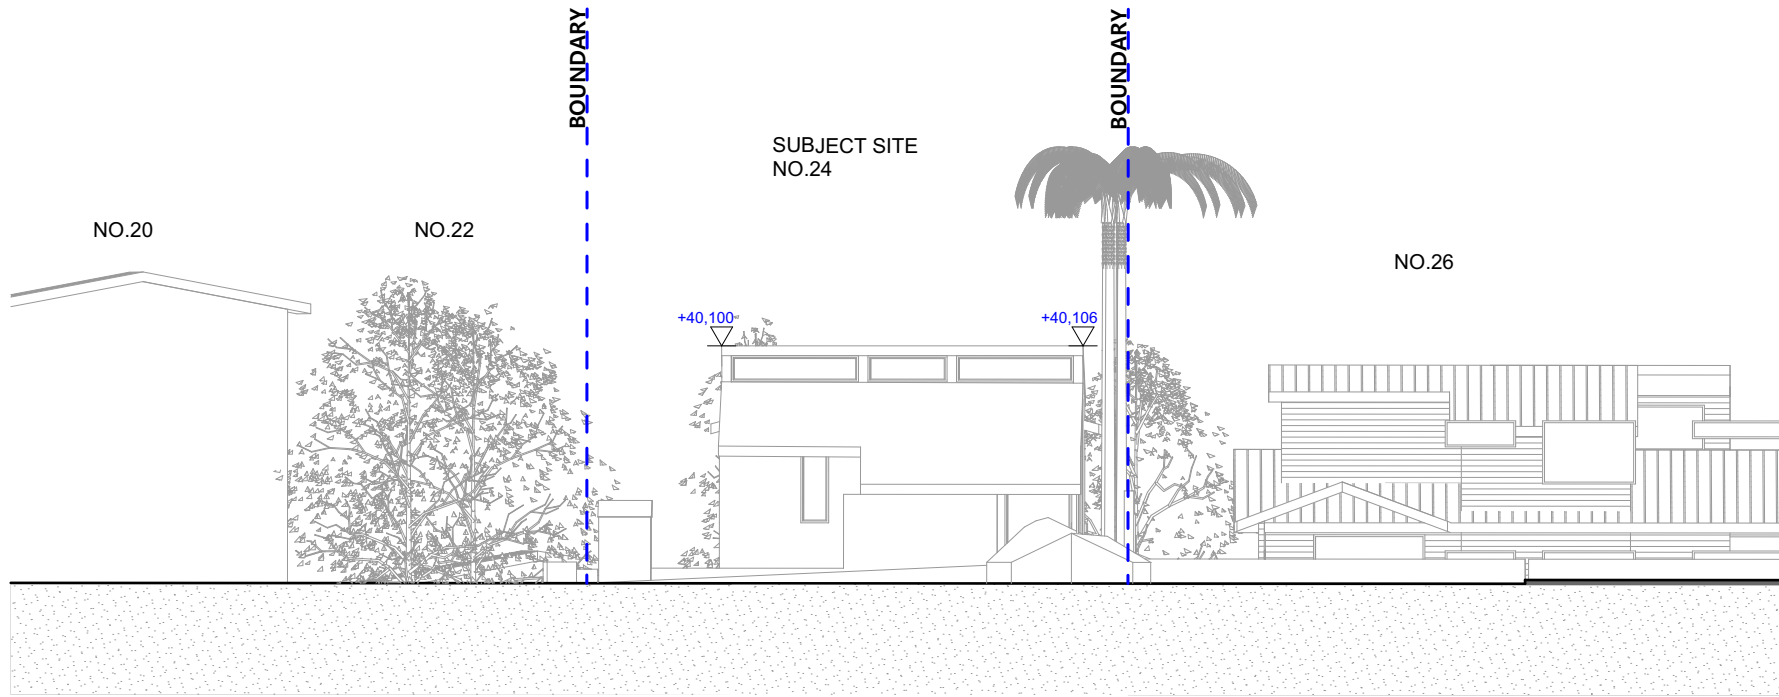 BOUNDARY
BOUNDARY
SUBJECT SITE
NO.24
NO.20
NO.22
NO.26
+40,100
+40,106